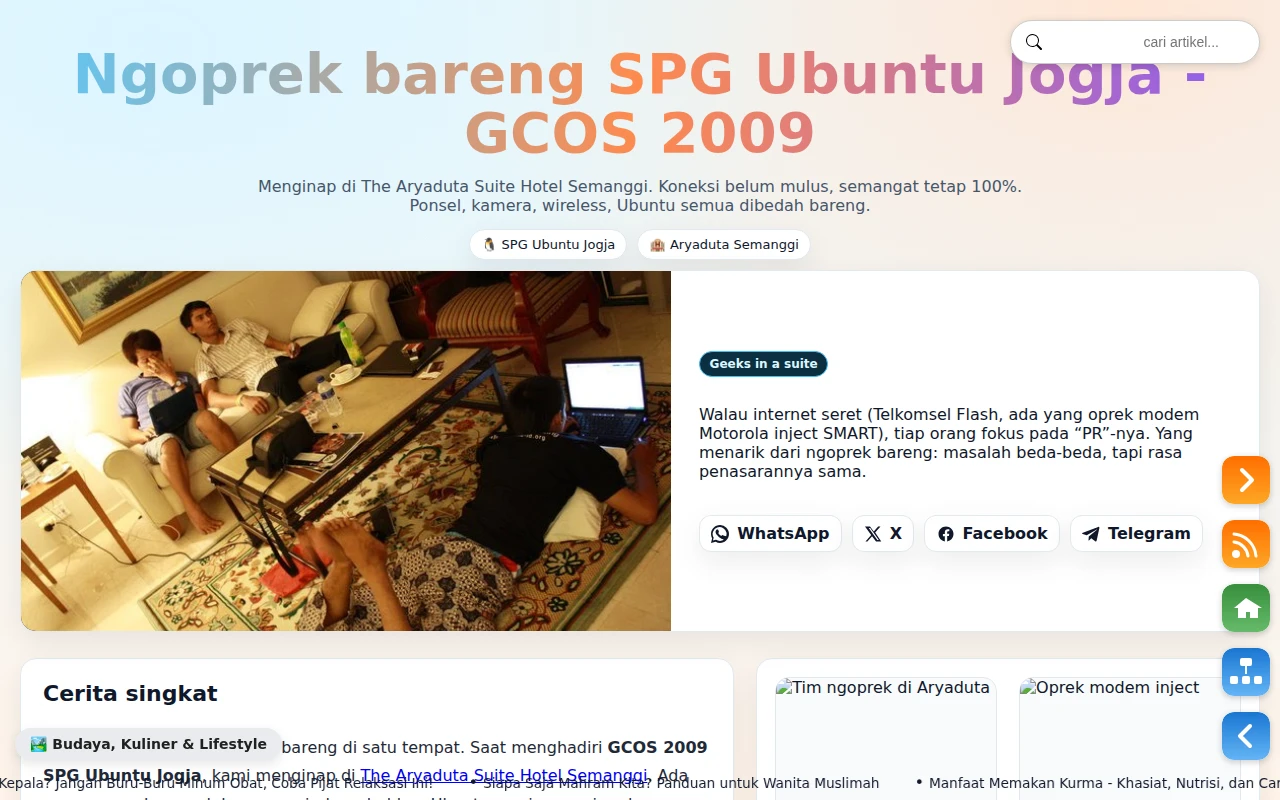 cari artikel...
Ngoprek bareng SPG Ubuntu Jogja -
GCOS 2009
Menginap di The Aryaduta Suite Hotel Semanggi. Koneksi belum mulus, semangat tetap 100%.
Ponsel, kamera, wireless, Ubuntu semua dibedah bareng.
🐧 SPG Ubuntu Jogja
🏨 Aryaduta Semanggi
Geeks in a suite
Walau internet seret (Telkomsel Flash, ada yang oprek modem
Motorola inject SMART), tiap orang fokus pada “PR”-nya. Yang
menarik dari ngoprek bareng: masalah beda-beda, tapi rasa
penasarannya sama.
WhatsApp
X
Facebook
Telegram
Cerita singkat
bareng di satu tempat. Saat menghadiri GCOS 2009
SPG Ubuntu Jogja, kami menginap di The Aryaduta Suite Hotel Semanggi. Ada
Tim ngoprek di Aryaduta
Oprek modem inject
🏞️ Budaya, Kuliner & Lifestyle
Kepala? Jangan Buru-Buru Minum Obat, Coba Pijat Relaksasi Ini! • Siapa Saja Mahram Kita? Panduan untuk Wanita Muslimah • Manfaat Memakan Kurma - Khasiat, Nutrisi, dan